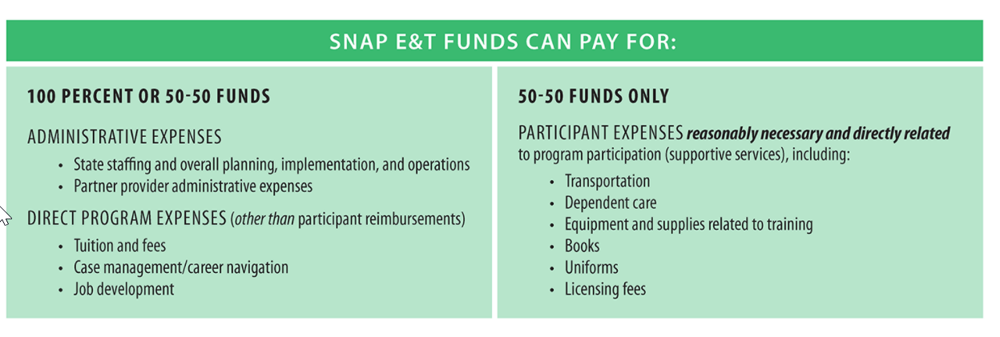 SNAP E&T FUNDS CAN PAY FOR:
100 PERCENT OR 50-50 FUNDS
ADMINISTRATIVE EXPENSES
• State staffing and overall planning, implementation, and operations
• Partner provider administrative expenses
DIRECT PROGRAM EXPENSES (other than participant reimbursements)
• Tuition and fees
• Case management/career navigation
• Job development
50-50 FUNDS ONLY
PARTICIPANT EXPENSES reasonably necessary and directly related
to program participation (supportive services), including:
• Transportation
• Dependent care
• Equipment and supplies related to training
• Books
• Uniforms
• Licensing fees